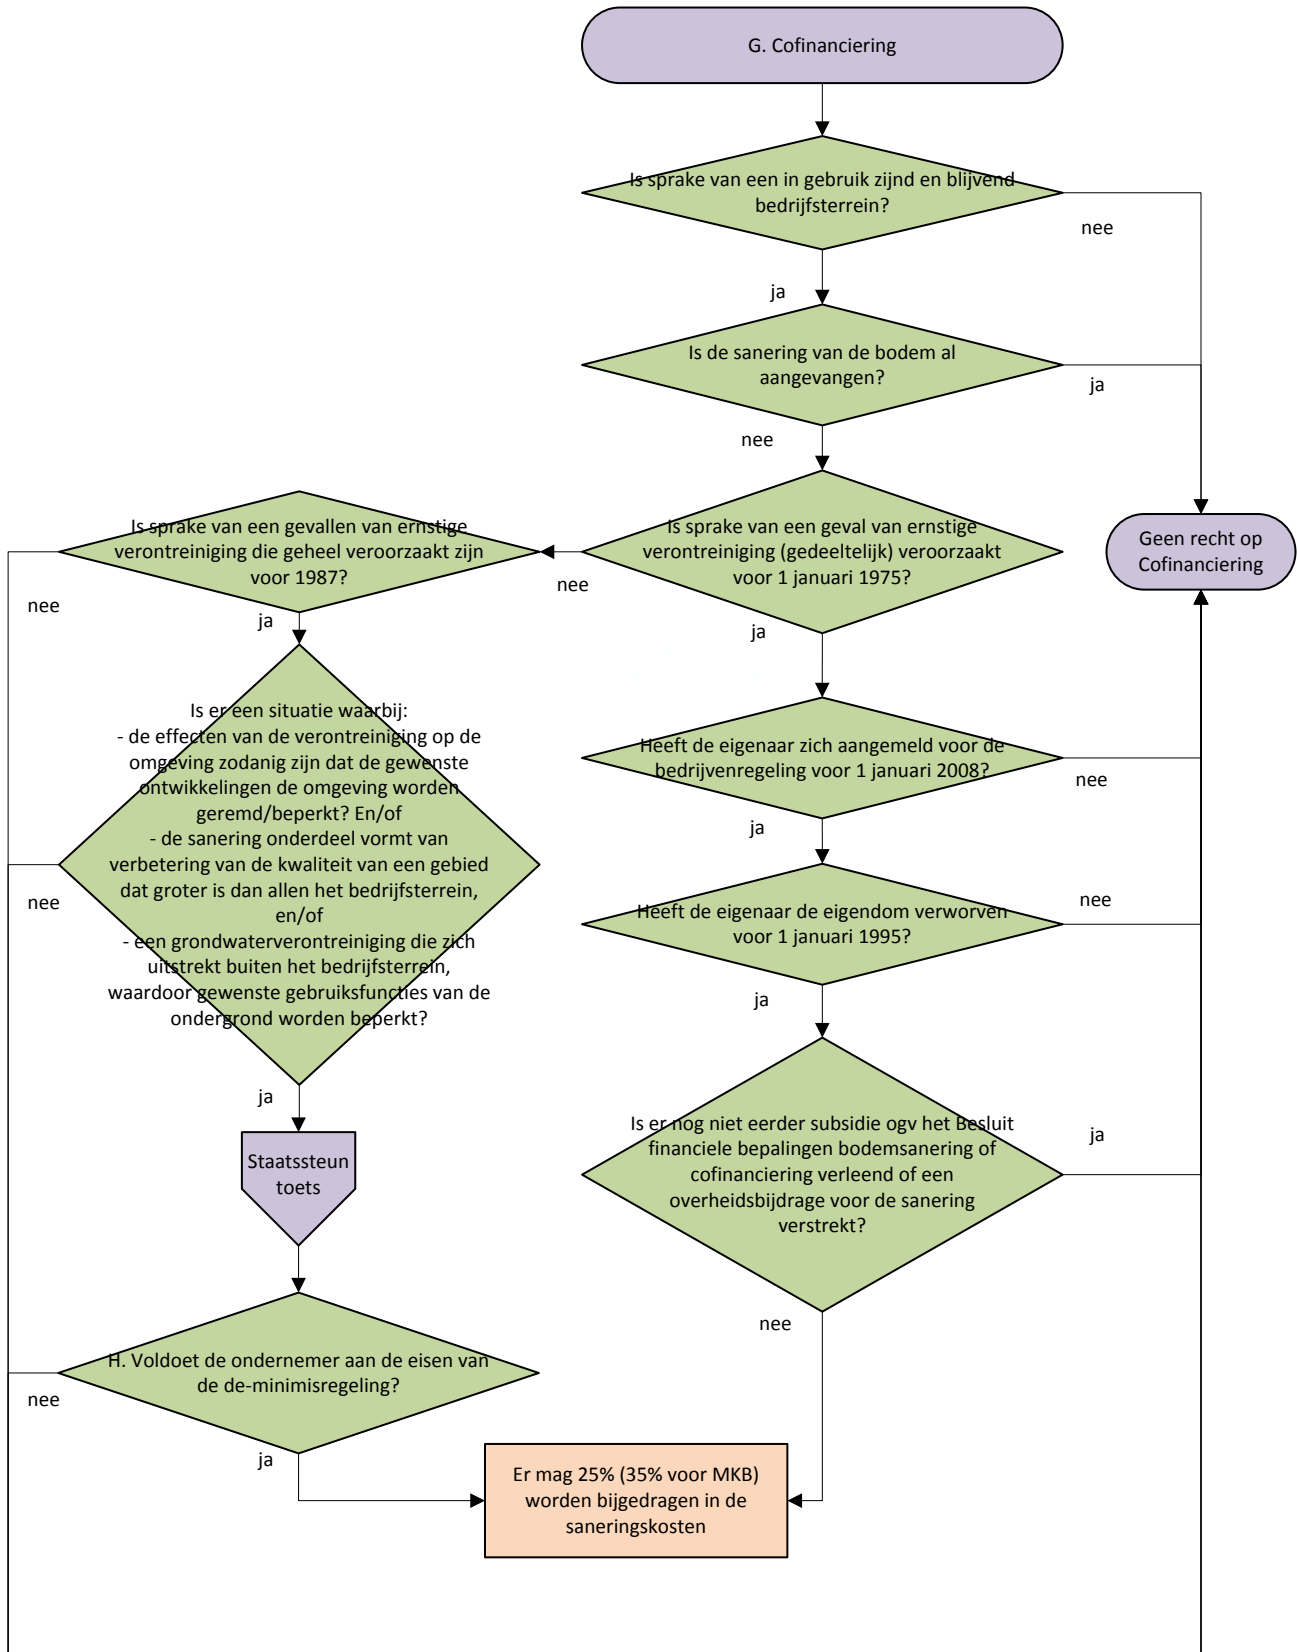 G. Cofinanciering
Is sprake van een in gebruik zijnd en blijvend
bedrijfsterrein?
nee
ja
Is de sanering van de bodem al
aangevangen?
ja
nee
Is sprake van een geval van ernstige
verontreiniging (gedeeltelijk) veroorzaakt
voor 1 januari 1975?
nee
ja
Is sprake van een gevallen van ernstige
verontreiniging die geheel veroorzaakt zijn
voor 1987?
nee
ja
Geen recht op
Cofinanciering
Is er een situatie waarbij:
- de effecten van de verontreiniging op de
omgeving zodanig zijn dat de gewenste
ontwikkelingen de omgeving worden
geremd/beperkt? En/of
- de sanering onderdeel vormt van
verbetering van de kwaliteit van een gebied
dat groter is dan allen het bedrijfsterrein,
en/of
- een grondwaterverontreiniging die zich
uitstrekt buiten het bedrijfsterrein,
waardoor gewenste gebruiksfuncties van de
ondergrond worden beperkt?
nee
ja
Heeft de eigenaar zich aangemeld voor de
bedrijvenregeling voor 1 januari 2008?
nee
ja
Heeft de eigenaar de eigendom verworven
voor 1 januari 1995?
nee
ja
Is er nog niet eerder subsidie ogv het Besluit
financiele bepalingen bodemsanering of
cofinanciering verleend of een
overheidsbijdrage voor de sanering
verstrekt?
ja
nee
Staatssteun
toets
H. Voldoet de ondernemer aan de eisen van
de de-minimisregeling?
nee
ja
Er mag 25% (35% voor MKB)
worden bijgedragen in de
saneringskosten